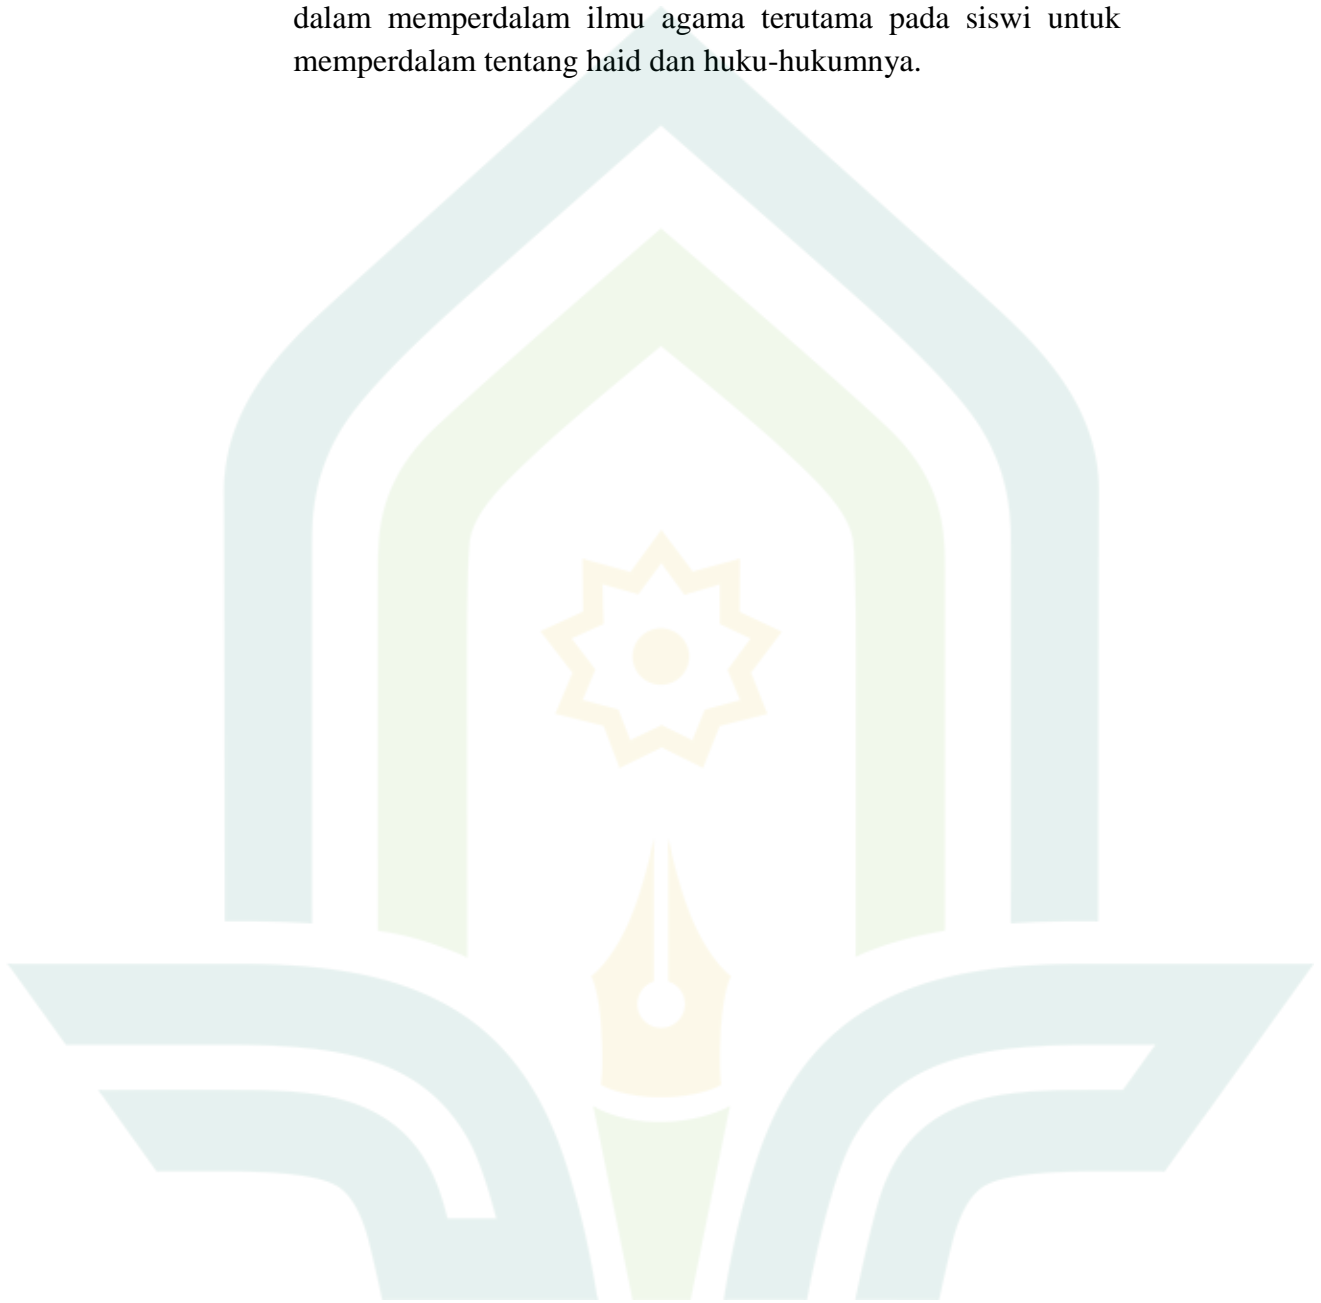 dalam memperdalam ilmu agama terutama pada siswi untuk
memperdalam tentang haid dan huku-hukumnya.